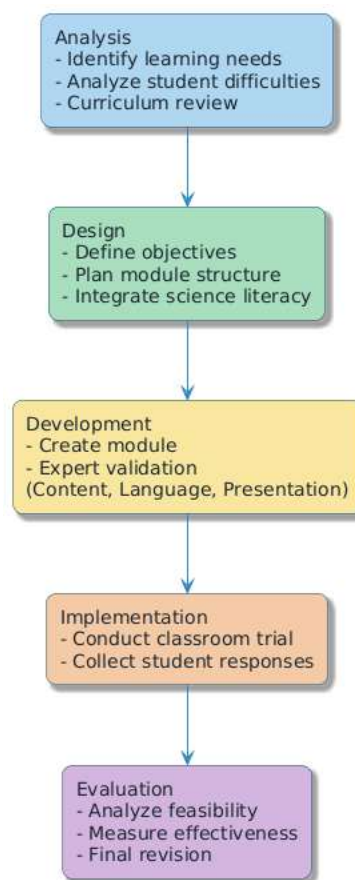 Analysis
- Identify learning needs
- Analyze student difficulties
- Curriculum review
Design
- Define objectives
- Plan module structure
- Integrate science literacy
Development
- Create module
- Expert validation
(Content, Language, Presentation)
Implementation
- Conduct classroom trial
- Collect student responses
Evaluation
- Analyze feasibility
- Measure effectiveness
- Final revision